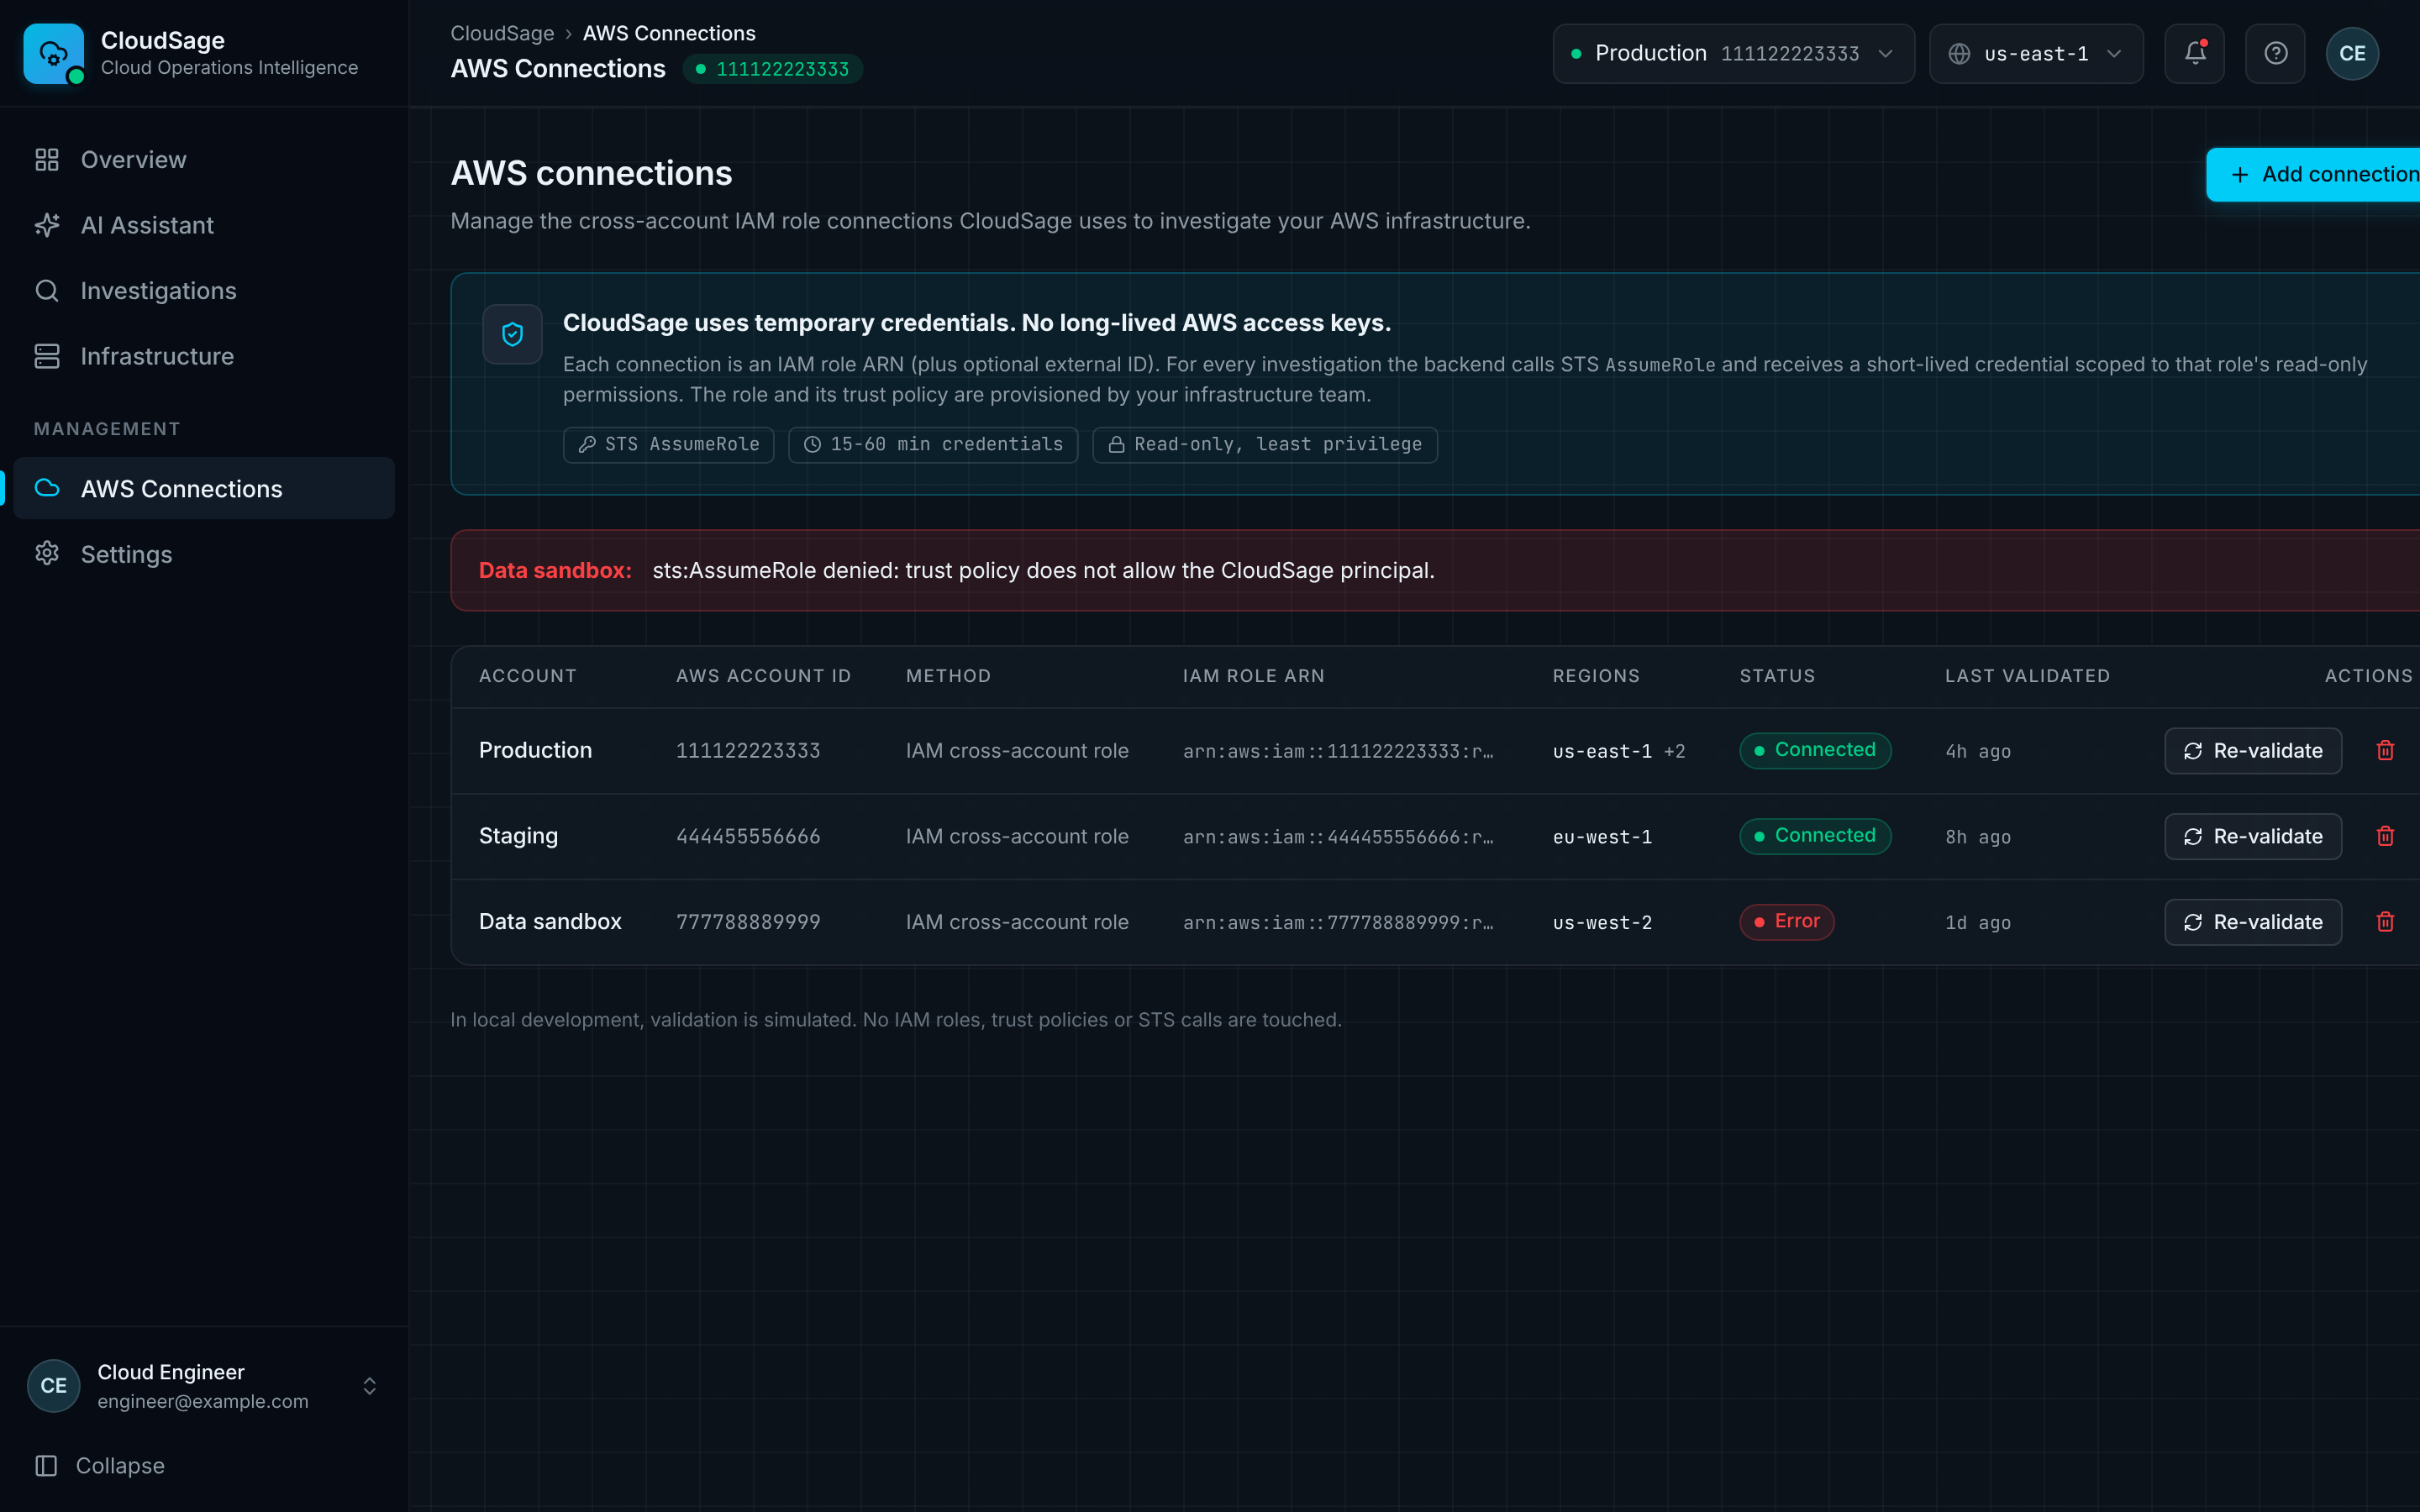 CloudSage
Cloud Operations Intelligence
Overview
AI Assistant
Investigations
Infrastructure
MANAGEMENT
AWS Connections
Settings
Cloud Engineer
CE
engineer@example.com
Collapse
CloudSage › AWS Connections
AWS Connections 111122223333
Production 111122223333
us-east-1
CE
AWS connections
Add connection
Manage the cross-account IAM role connections CloudSage uses to investigate your AWS infrastructure.
CloudSage uses temporary credentials. No long-lived AWS access keys.
Each connection is an IAM role ARN (plus optional external ID). For every investigation the backend calls STS AssumeRole and receives a short-lived credential scoped to that role's read-only
permissions. The role and its trust policy are provisioned by your infrastructure team.
STS AssumeRole 15-60 min credentials Read-only, least privilege
Data sandbox: sts:AssumeRole denied: trust policy does not allow the CloudSage principal.
ACCOUNT AWS ACCOUNT ID METHOD IAM ROLE ARN REGIONS STATUS LAST VALIDATED ACTIONS
Production 111122223333 IAM cross-account role arn:aws:iam::111122223333:r… us-east-1 +2 Connected 4h ago Re-validate
Staging 444455556666 IAM cross-account role arn:aws:iam::444455556666:r… eu-west-1 Connected 8h ago Re-validate
Data sandbox 777788889999 IAM cross-account role arn:aws:iam::777788889999:r… us-west-2 Error 1d ago Re-validate
In local development, validation is simulated. No IAM roles, trust policies or STS calls are touched.